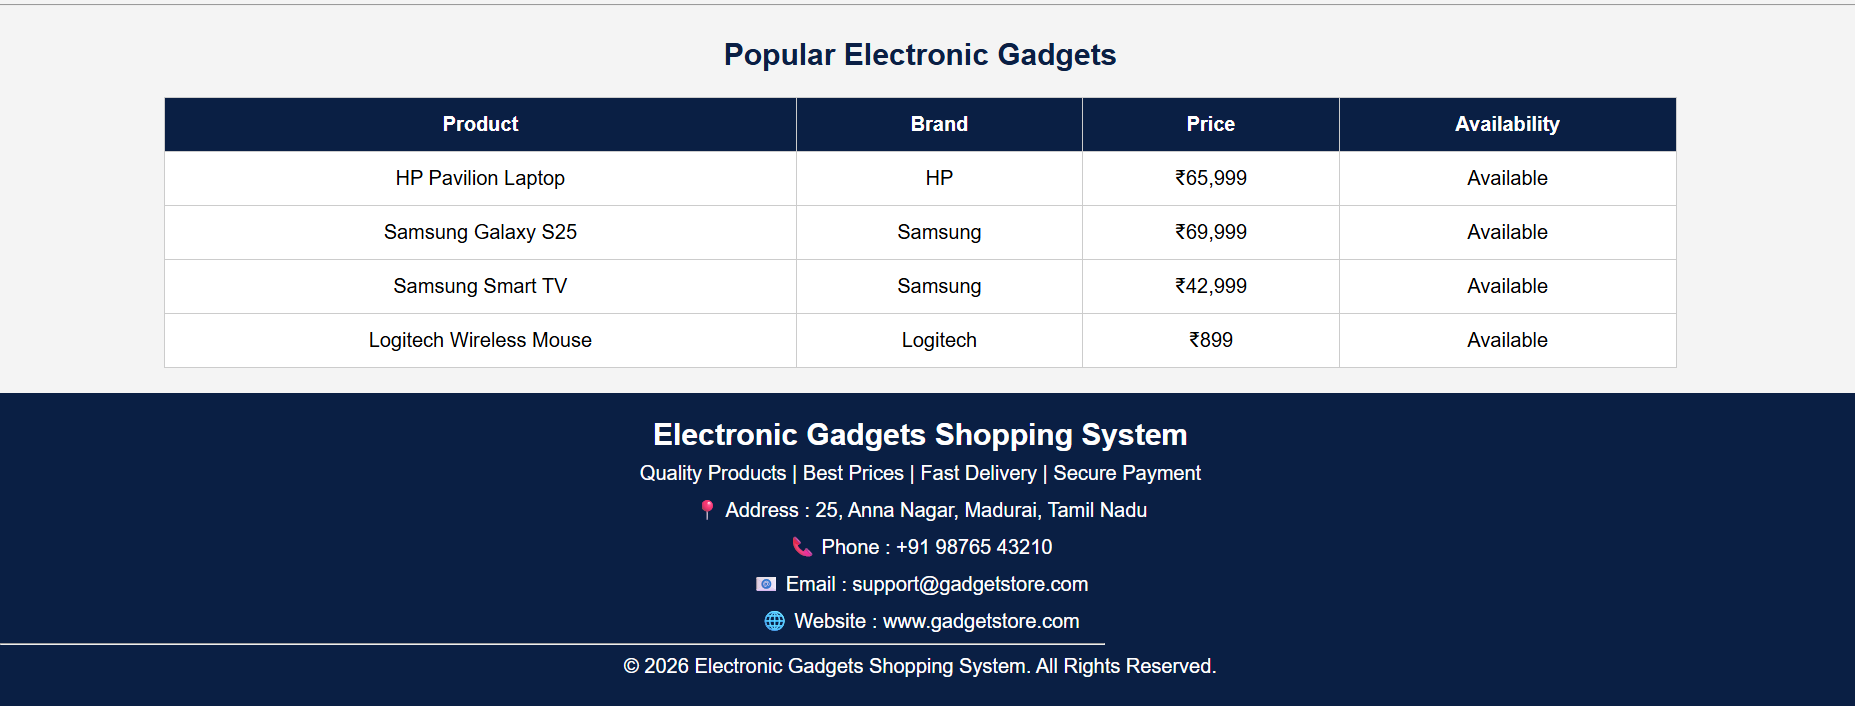 Popular Electronic Gadgets
Product Brand Price Availability
HP Pavilion Laptop HP ₹65,999 Available
Samsung Galaxy S25 Samsung ₹69,999 Available
Samsung Smart TV Samsung ₹42,999 Available
Logitech Wireless Mouse Logitech ₹899 Available
Electronic Gadgets Shopping System
Quality Products | Best Prices | Fast Delivery | Secure Payment
📍 Address : 25, Anna Nagar, Madurai, Tamil Nadu
📞 Phone : +91 98765 43210
📧 Email : support@gadgetstore.com
🌐 Website : www.gadgetstore.com
© 2026 Electronic Gadgets Shopping System. All Rights Reserved.